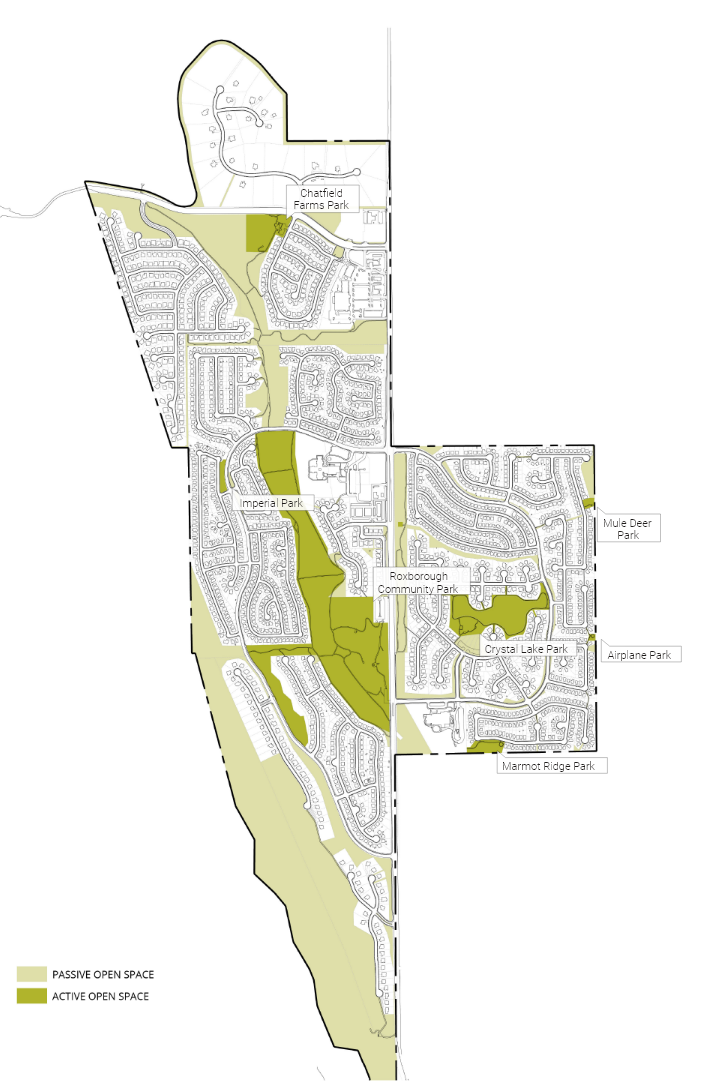 Chatfield
Farms Park
Imperial Park
Mule Deer
Park
Roxborough
Community Park
Crystal Lake Park
Airplane Park
Marmot Ridge Park
PASSIVE OPEN SPACE
ACTIVE OPEN SPACE